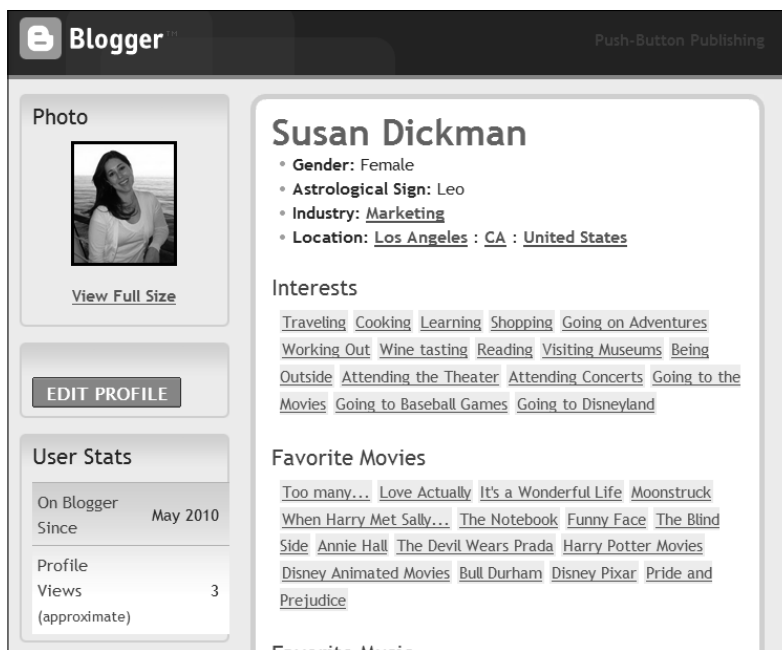 Blogger™
Push-Button Publishing
Photo
View Full Size
EDIT PROFILE
User Stats
On Blogger
Since
May 2010
Profile
Views
(approximate)
3
Susan Dickman
• Gender: Female
• Astrological Sign: Leo
• Industry: Marketing
• Location: Los Angeles : CA : United States
Interests
Traveling Cooking Learning Shopping Going on Adventures
Working Out Wine tasting Reading Visiting Museums Being
Outside Attending the Theater Attending Concerts Going to the
Movies Going to Baseball Games Going to Disneyland
Favorite Movies
Too many... Love Actually It's a Wonderful Life Moonstruck
When Harry Met Sally... The Notebook Funny Face The Blind
Side Annie Hall The Devil Wears Prada Harry Potter Movies
Disney Animated Movies Bull Durham Disney Pixar Pride and
Prejudice